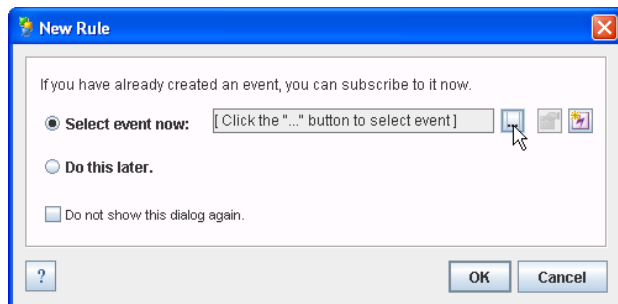 New Rule
If you have already created an event, you can subscribe to it now.
Select event now: [ Click the "..." button to select event ] ...
Do this later.
Do not show this dialog again.
? OK Cancel